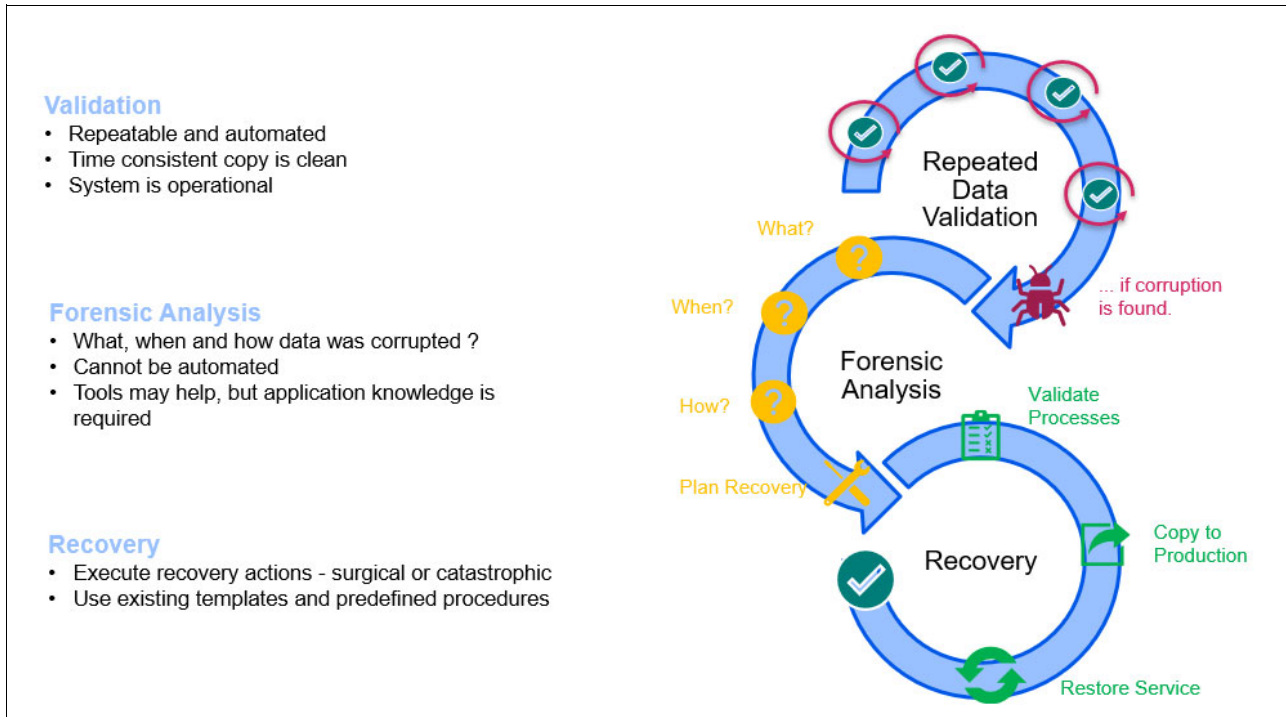 Validation
• Repeatable and automated
• Time consistent copy is clean
• System is operational
Forensic Analysis
• What, when and how data was corrupted ?
• Cannot be automated
• Tools may help, but application knowledge is
required
Recovery
• Execute recovery actions - surgical or catastrophic
• Use existing templates and predefined procedures
Repeated
Data
Validation
... if corruption
is found.
What?
When?
How?
Plan Recovery
Forensic
Analysis
Validate
Processes
Copy to
Production
Recovery
Restore Service